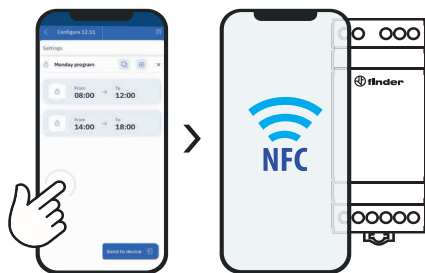 Configure 12.51
Settings
Monday program
From
08:00
To
12:00
From
14:00
To
18:00
Send to device
NFC
finder